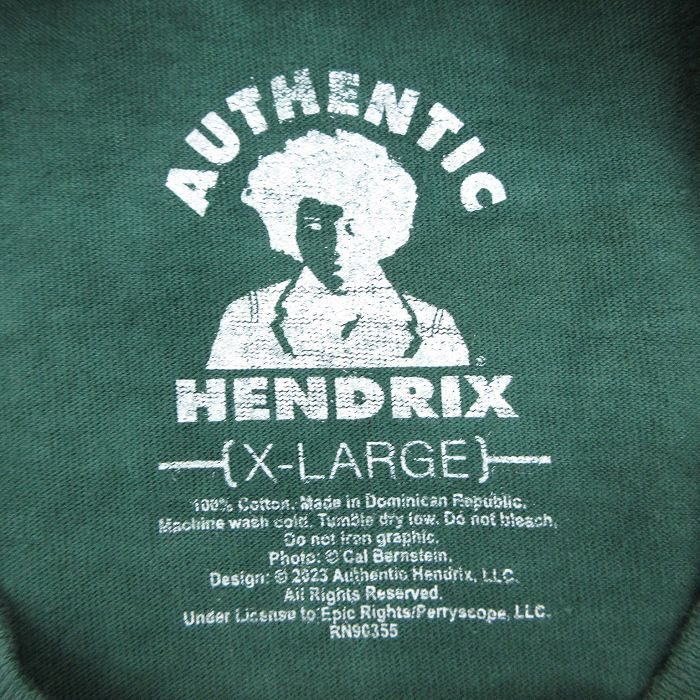 AUTHENTIC
HENDRIX
{X-LARGE}
100% Cotton. Made in Dominican Republic.
Machine wash cold. Tumble dry low. Do not bleach.
Do not iron graphic.
Photo: © Cal Bernstein.
Design: © 2023 Authentic Hendrix, LLC.
All Rights Reserved.
Under License to Epic Rights/Perryscope, LLC.
RN90355